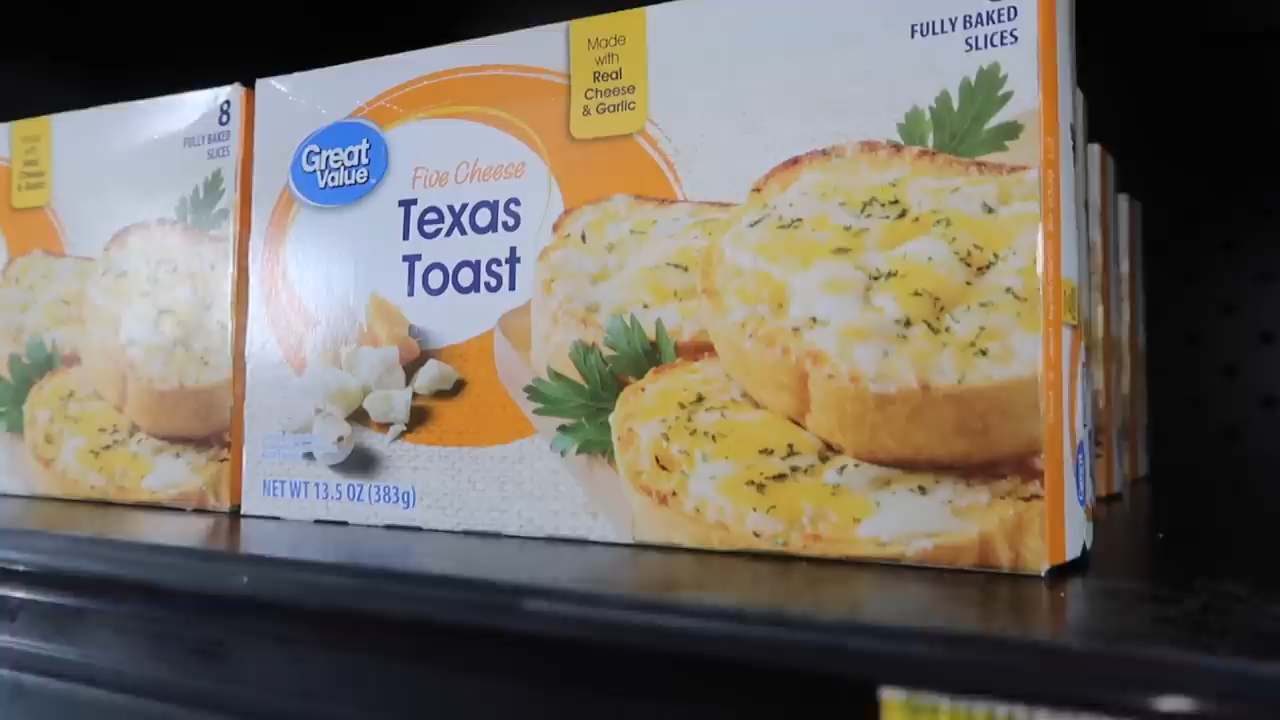 8
FULLY BAKED
SLICES
Great
Value
Five Cheese
Texas
Toast
Made
with
Real
Cheese
& Garlic
FULLY BAKED
SLICES
NET WT 13.5 OZ (383g)